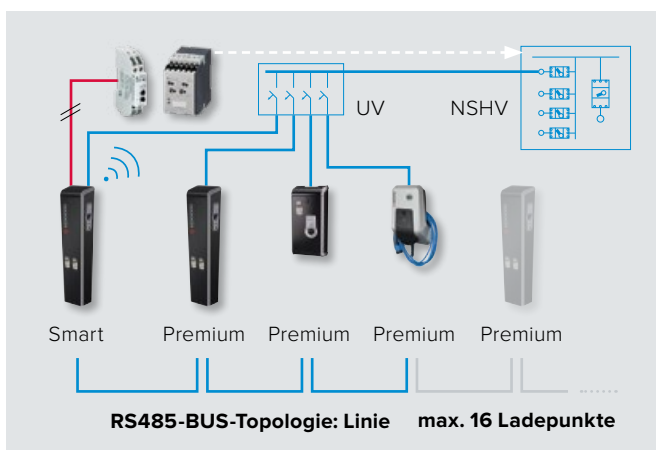 UV
NSHV
Smart Premium Premium Premium Premium
RS485-BUS-Topologie: Linie max. 16 Ladepunkte